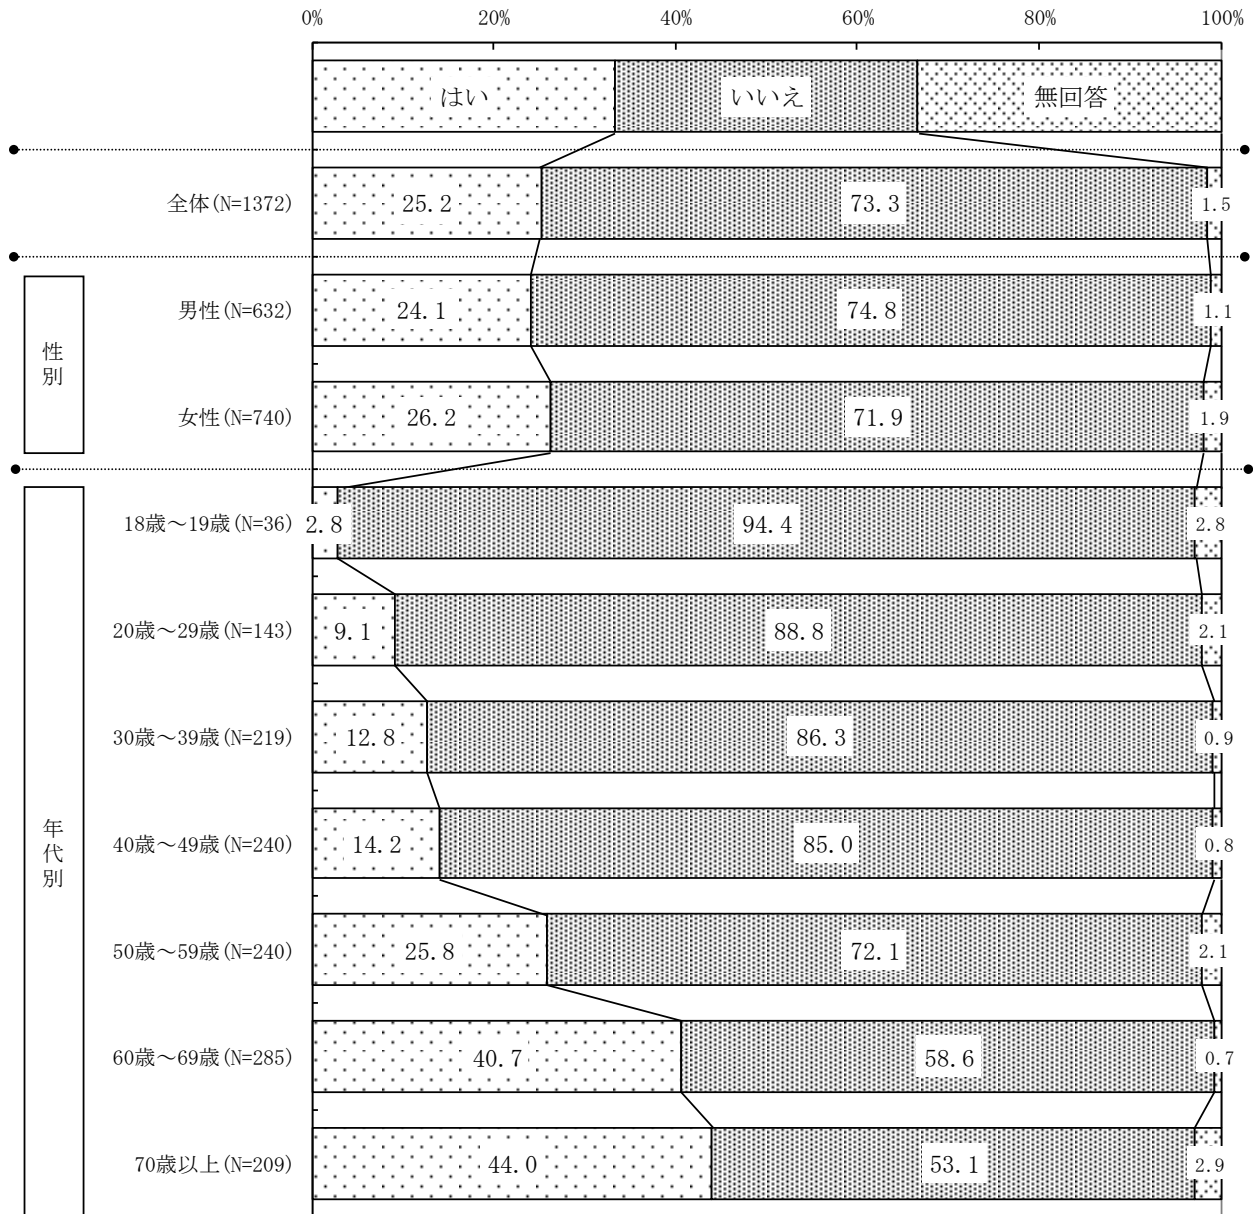 0% 20% 40% 60% 80% 100%
はい いいえ 無回答
全体(N=1372) 25.2 73.3 1.5
性別
男性(N=632) 24.1 74.8 1.1
女性(N=740) 26.2 71.9 1.9
年代別
18歳～19歳(N=36) 2.8 94.4 2.8
20歳～29歳(N=143) 9.1 88.8 2.1
30歳～39歳(N=219) 12.8 86.3 0.9
40歳～49歳(N=240) 14.2 85.0 0.8
50歳～59歳(N=240) 25.8 72.1 2.1
60歳～69歳(N=285) 40.7 58.6 0.7
70歳以上(N=209) 44.0 53.1 2.9